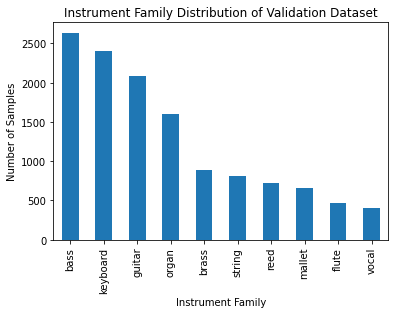 Instrument Family Distribution of Validation Dataset
Number of Samples
2500
2000
1500
1000
500
0
bass
keyboard
guitar
organ
brass
string
reed
mallet
flute
vocal
Instrument Family